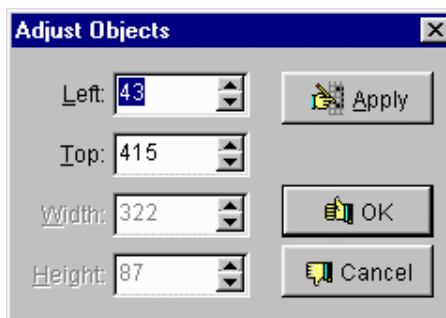 Adjust Objects
Left: 43
Apply
Top: 415
Width: 322
OK
Height: 87
Cancel